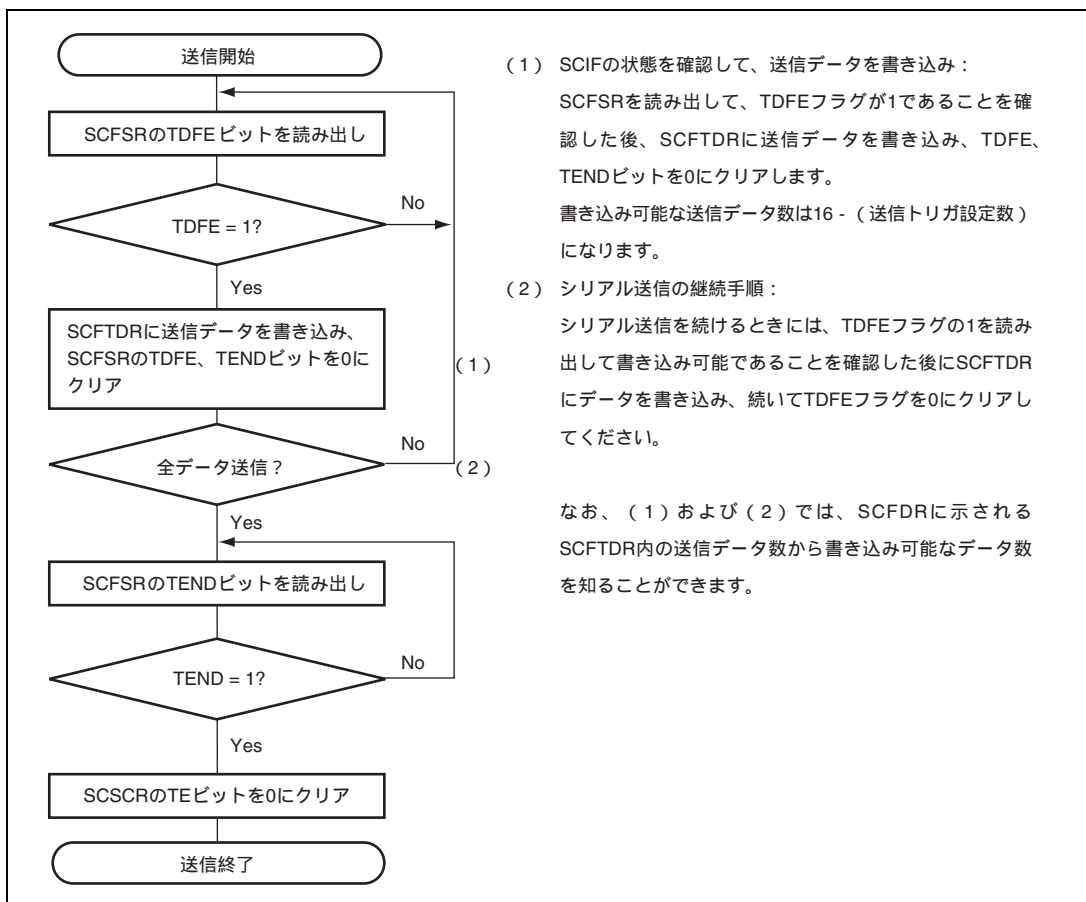 送信開始
SCFSRのTDFEビットを読み出し
TDFE = 1?
No
Yes
SCFTDRに送信データを書き込み、
SCFSRのTDFE、TENDビットを0に
クリア
(1)
全データ送信？
No
(2)
Yes
SCFSRのTENDビットを読み出し
TEND = 1?
No
Yes
SCSCRのTEビットを0にクリア
送信終了
(1) SCIFの状態を確認して、送信データを書き込み：
SCFSRを読み出して、TDFEフラグが1であることを確
認した後、SCFTDRに送信データを書き込み、TDFE、
TENDビットを0にクリアします。
書き込み可能な送信データ数は16 - （送信トリガ設定数）
になります。
(2) シリアル送信の継続手順：
シリアル送信を続けるときには、TDFEフラグの1を読み
出して書き込み可能であることを確認した後にSCFTDR
にデータを書き込み、続いてTDFEフラグを0にクリアし
てください。
なお、(1)および(2)では、SCFDRに示される
SCFTDR内の送信データ数から書き込み可能なデータ数
を知ることができます。